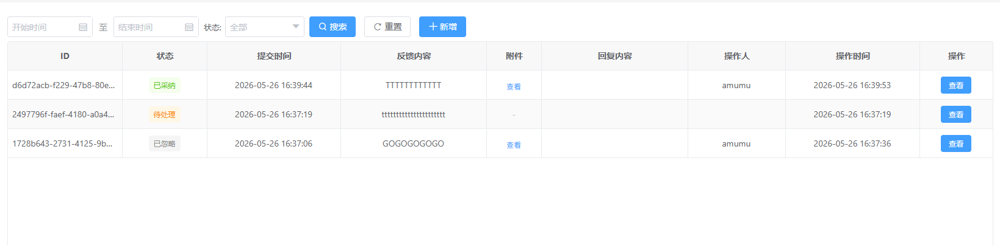 开始时间 至 结束时间 状态: 全部 搜索 重置 新增
ID 状态 提交时间 反馈内容 附件 回复内容 操作人 操作时间 操作
d6d72acb-f229-47b8-80e... 已采纳 2026-05-26 16:39:44 TTTTTTTTTTTT 查看 amumu 2026-05-26 16:39:53 查看
2497796f-faef-4180-a0a4... 待处理 2026-05-26 16:37:19 tttttttttttttttttttttt - 2026-05-26 16:37:19 查看
1728b643-2731-4125-9b... 已忽略 2026-05-26 16:37:06 GOGOGOGOGO 查看 amumu 2026-05-26 16:37:36 查看